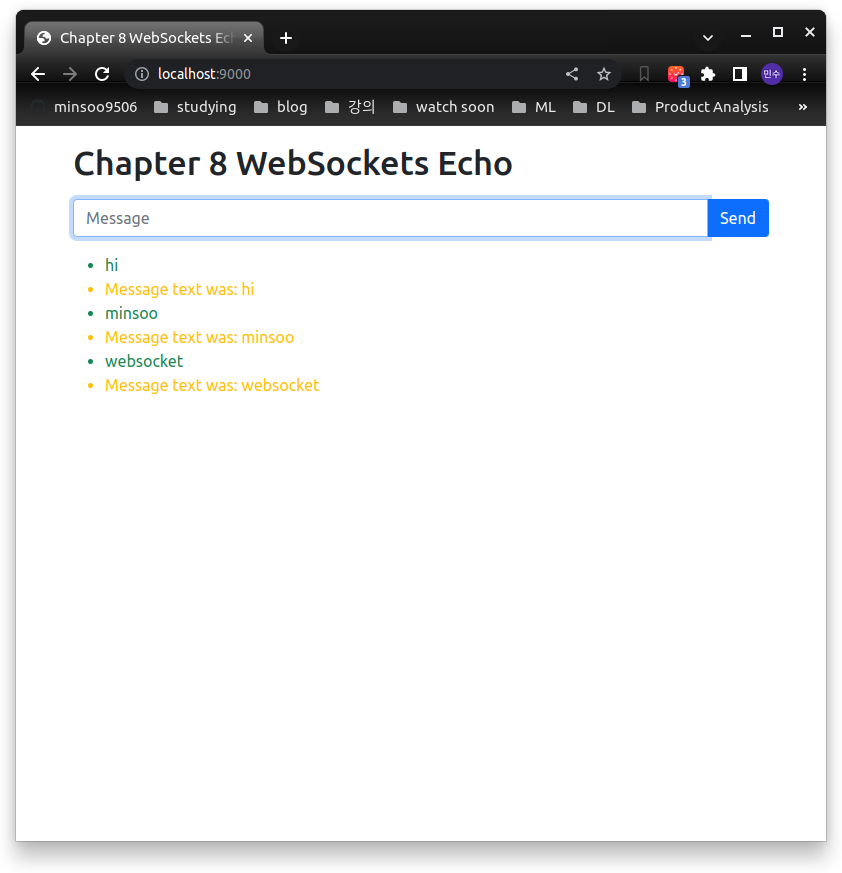 Chapter 8 WebSockets Ech
localhost:9000
3
민수
minsoo9506 studying blog 강의 watch soon ML DL Product Analysis »
Chapter 8 WebSockets Echo
Message Send
hi
Message text was: hi
minsoo
Message text was: minsoo
websocket
Message text was: websocket